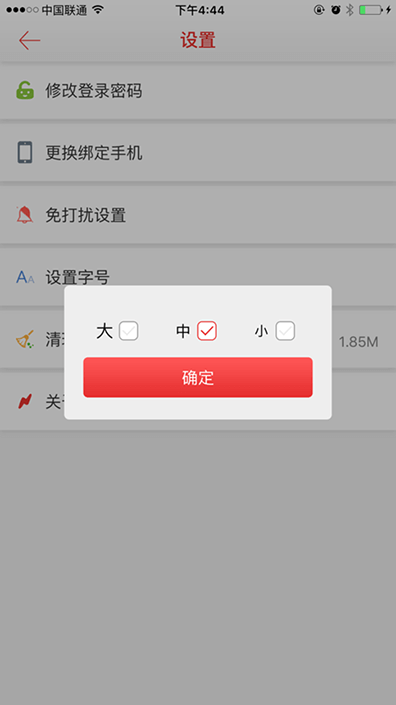 中国联通 下午4:44
设置
修改登录密码
更换绑定手机
免打扰设置
AA 设置字号
大 中 小
清 1.85M
确定
关